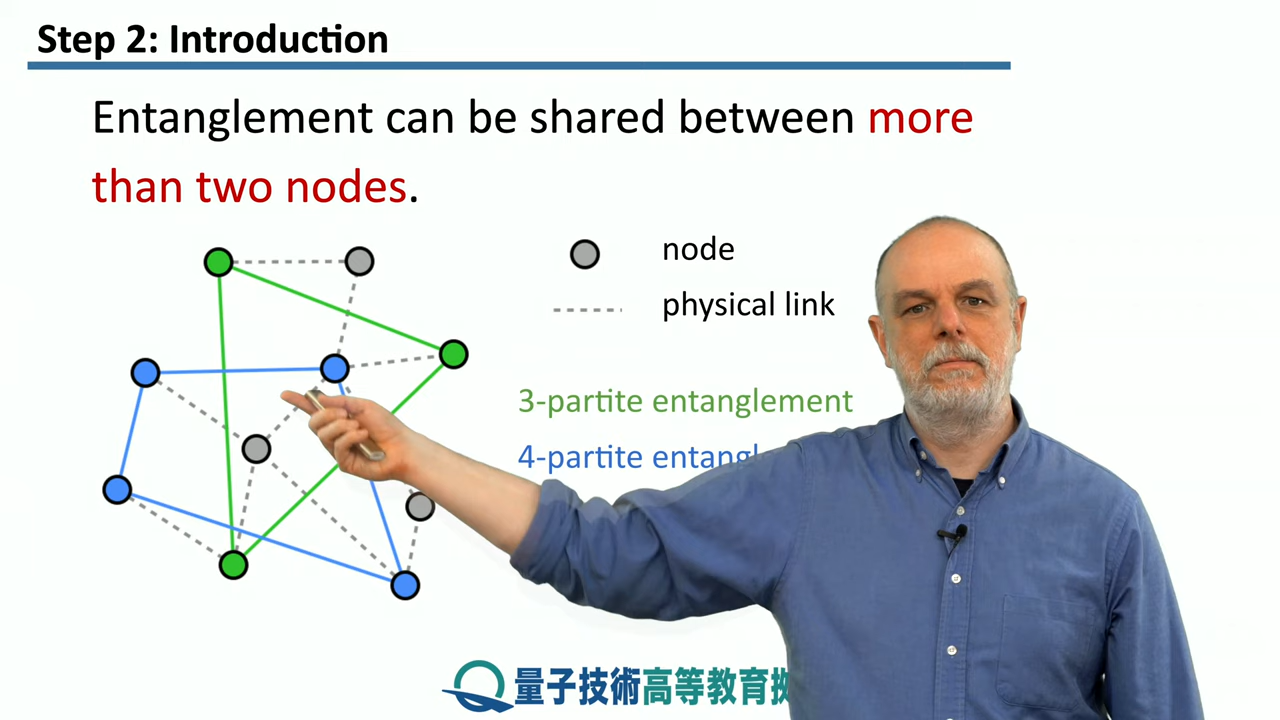 Step 2: Introduction
Entanglement can be shared between more
than two nodes.
node
physical link
3-partite entanglement
4-partite
量子技術高等教育